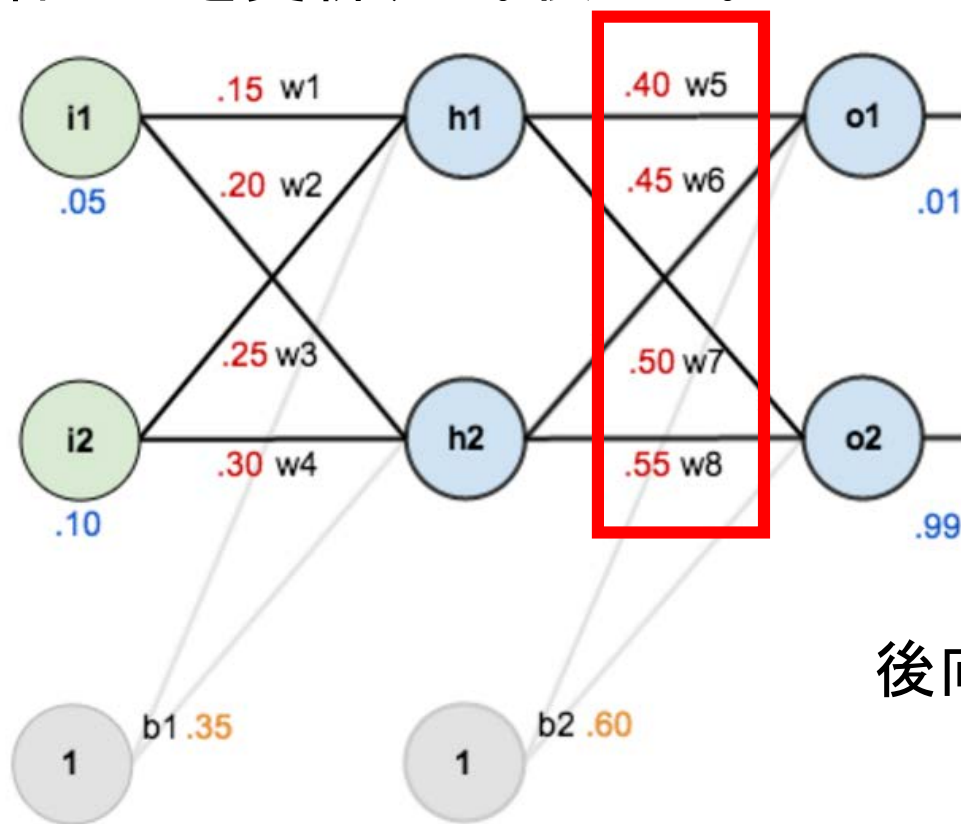 .15 w1
.40 w5
i1
h1
o1
.20 w2
.45 w6
.05
.01
.25 w3
.50 w7
i2
h2
o2
.30 w4
.55 w8
.10
.99
後向
b1 .35
b2 .60
1
1